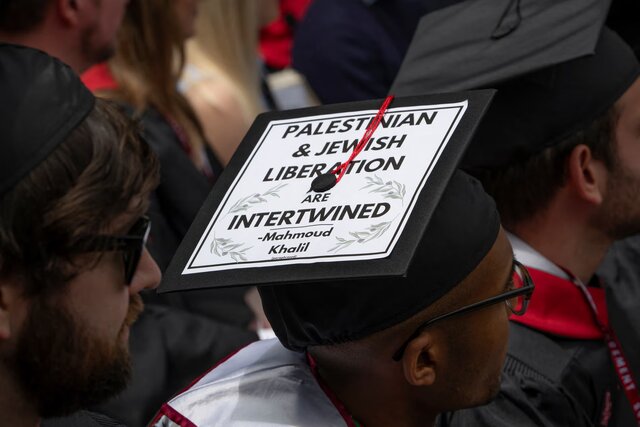 PALESTINIAN
& JEWISH
LIBERATION
ARE
INTERTWINED
-Mahmoud
Khalil